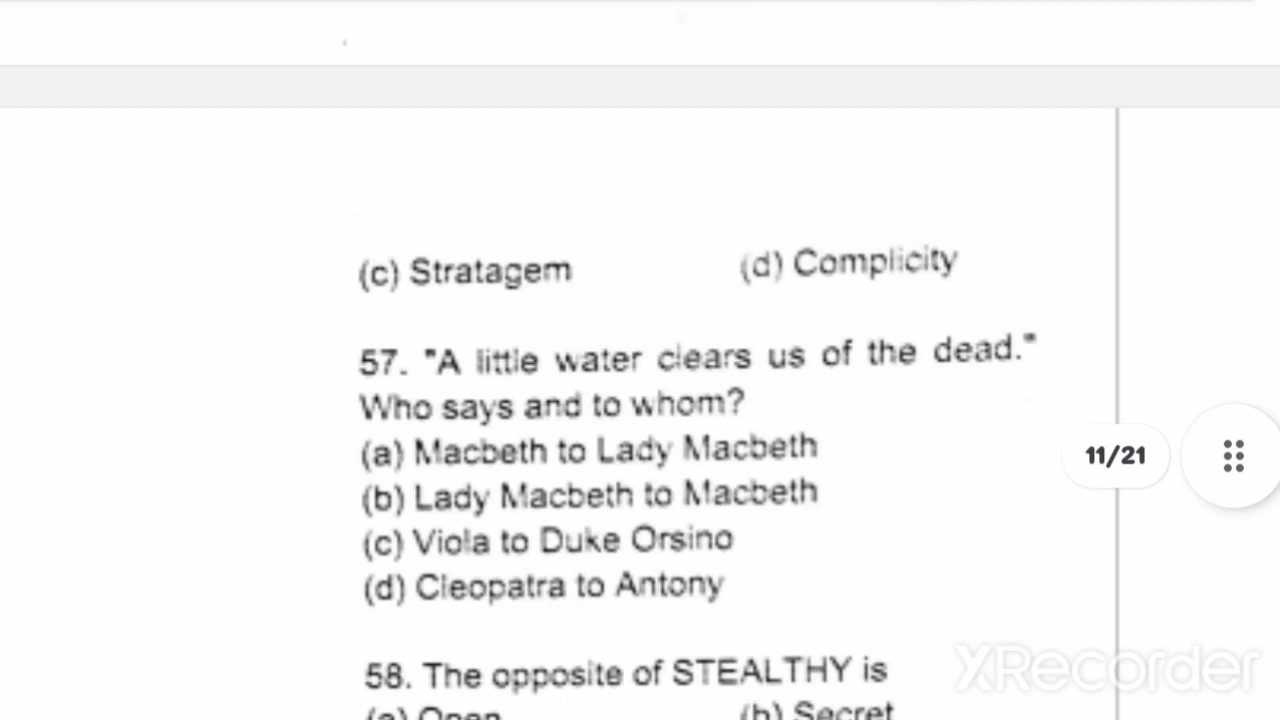 (c) Stratagem (d) Complicity
57. "A little water clears us of the dead."
Who says and to whom?
(a) Macbeth to Lady Macbeth
(b) Lady Macbeth to Macbeth
11/21
(c) Viola to Duke Orsino
(d) Cleopatra to Antony
58. The opposite of STEALTHY is
XRecorder
(a) Open (b) Secret